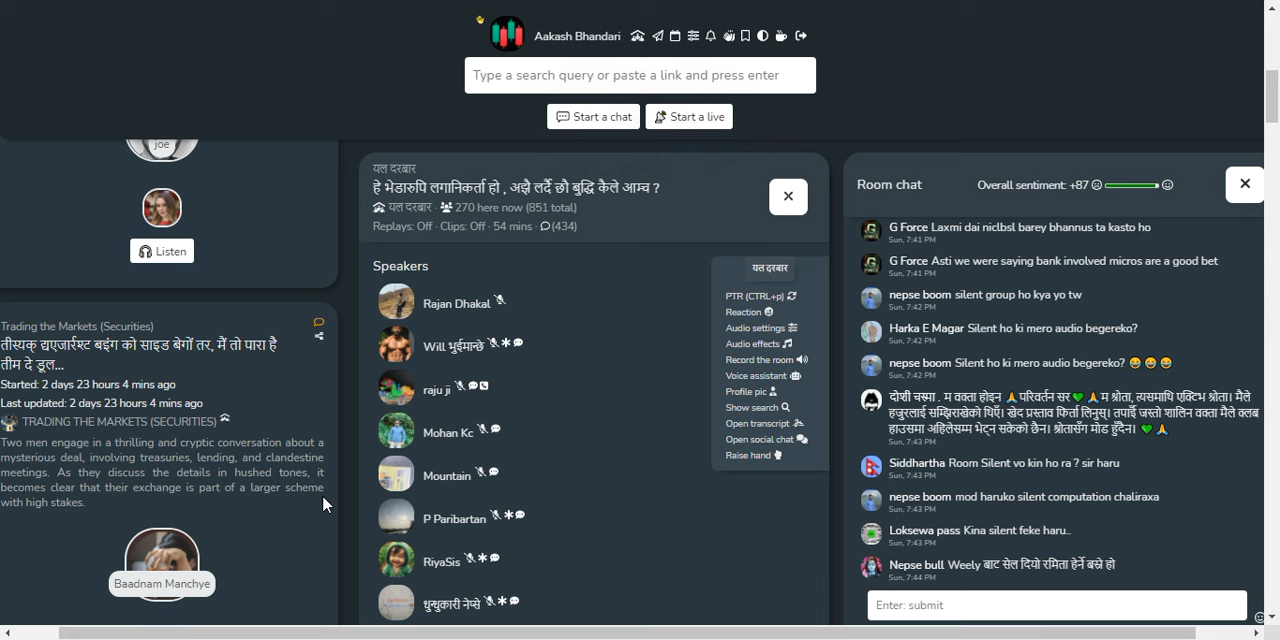 Aakash Bhandari
Type a search query or paste a link and press enter
Start a chat
Start a live
joe
Listen
Trading the Markets (Securities)
तीस्यक् द्यएजार्रस्ट बइंग को साइड बेगों तर, मैं तो पारा है
तीम दे डूल...
Started: 2 days 23 hours 4 mins ago
Last updated: 2 days 23 hours 4 mins ago
TRADING THE MARKETS (SECURITIES)
Two men engage in a thrilling and cryptic conversation about a
mysterious deal, involving treasuries, lending, and clandestine
meetings. As they discuss the details in hushed tones, it
becomes clear that their exchange is part of a larger scheme
with high stakes.
Baadnam Manchye
यल दरबार
हे भेडारुपि लगानिकर्ता हो , अझै लर्दै छौ बुद्धि कैले आम्च ?
यल दरबार · 270 here now (851 total)
Replays: Off · Clips: Off · 54 mins · (434)
Speakers
Rajan Dhakal
Will भुईमान्छे
raju ji
Mohan Kc
Mountain
P Paribartan
RiyaSis
धुन्धुकारी नेप्से
यल दरबार
PTR (CTRL+p)
Reaction
Audio settings
Audio effects
Record the room
Voice assistant
Profile pic
Show search
Open transcript
Open social chat
Raise hand
Room chat
Overall sentiment: +87
G Force Laxmi dai niclbsl barey bhannus ta kasto ho
Sun, 7:41 PM
G Force Asti we were saying bank involved micros are a good bet
Sun, 7:41 PM
nepse boom silent group ho kya yo tw
Sun, 7:42 PM
Harka E Magar Silent ho ki mero audio begereko?
Sun, 7:42 PM
nepse boom Silent ho ki mero audio begereko? 😅 😅 😅
Sun, 7:42 PM
दोशी चस्मा . म वक्ता होइन 🙏 परिवर्तन सर 💚 🙏 म श्रोता, त्यसमाथि एक्टिभ श्रोता। मैले
हजुरलाई सम्झिराखेको थिएँ। खेद प्रस्ताव फिर्ता लिनुस्। तपाईँ जस्तो शालिन वक्ता मैले क्लब
हाउसमा अहिलेसम्म भेट्न सकेको छैन। श्रोतासँग मोड हुँदैन। 💚 🙏
Sun, 7:43 PM
Siddhartha Room Silent vo kin ho ra ? sir haru
Sun, 7:43 PM
nepse boom mod haruko silent computation chaliraxa
Sun, 7:43 PM
Loksewa pass Kina silent feke haru..
Sun, 7:43 PM
Nepse bull Weely बाट सेल दियो रमिता हेर्ने बस्ने हो
Sun, 7:44 PM
Enter: submit